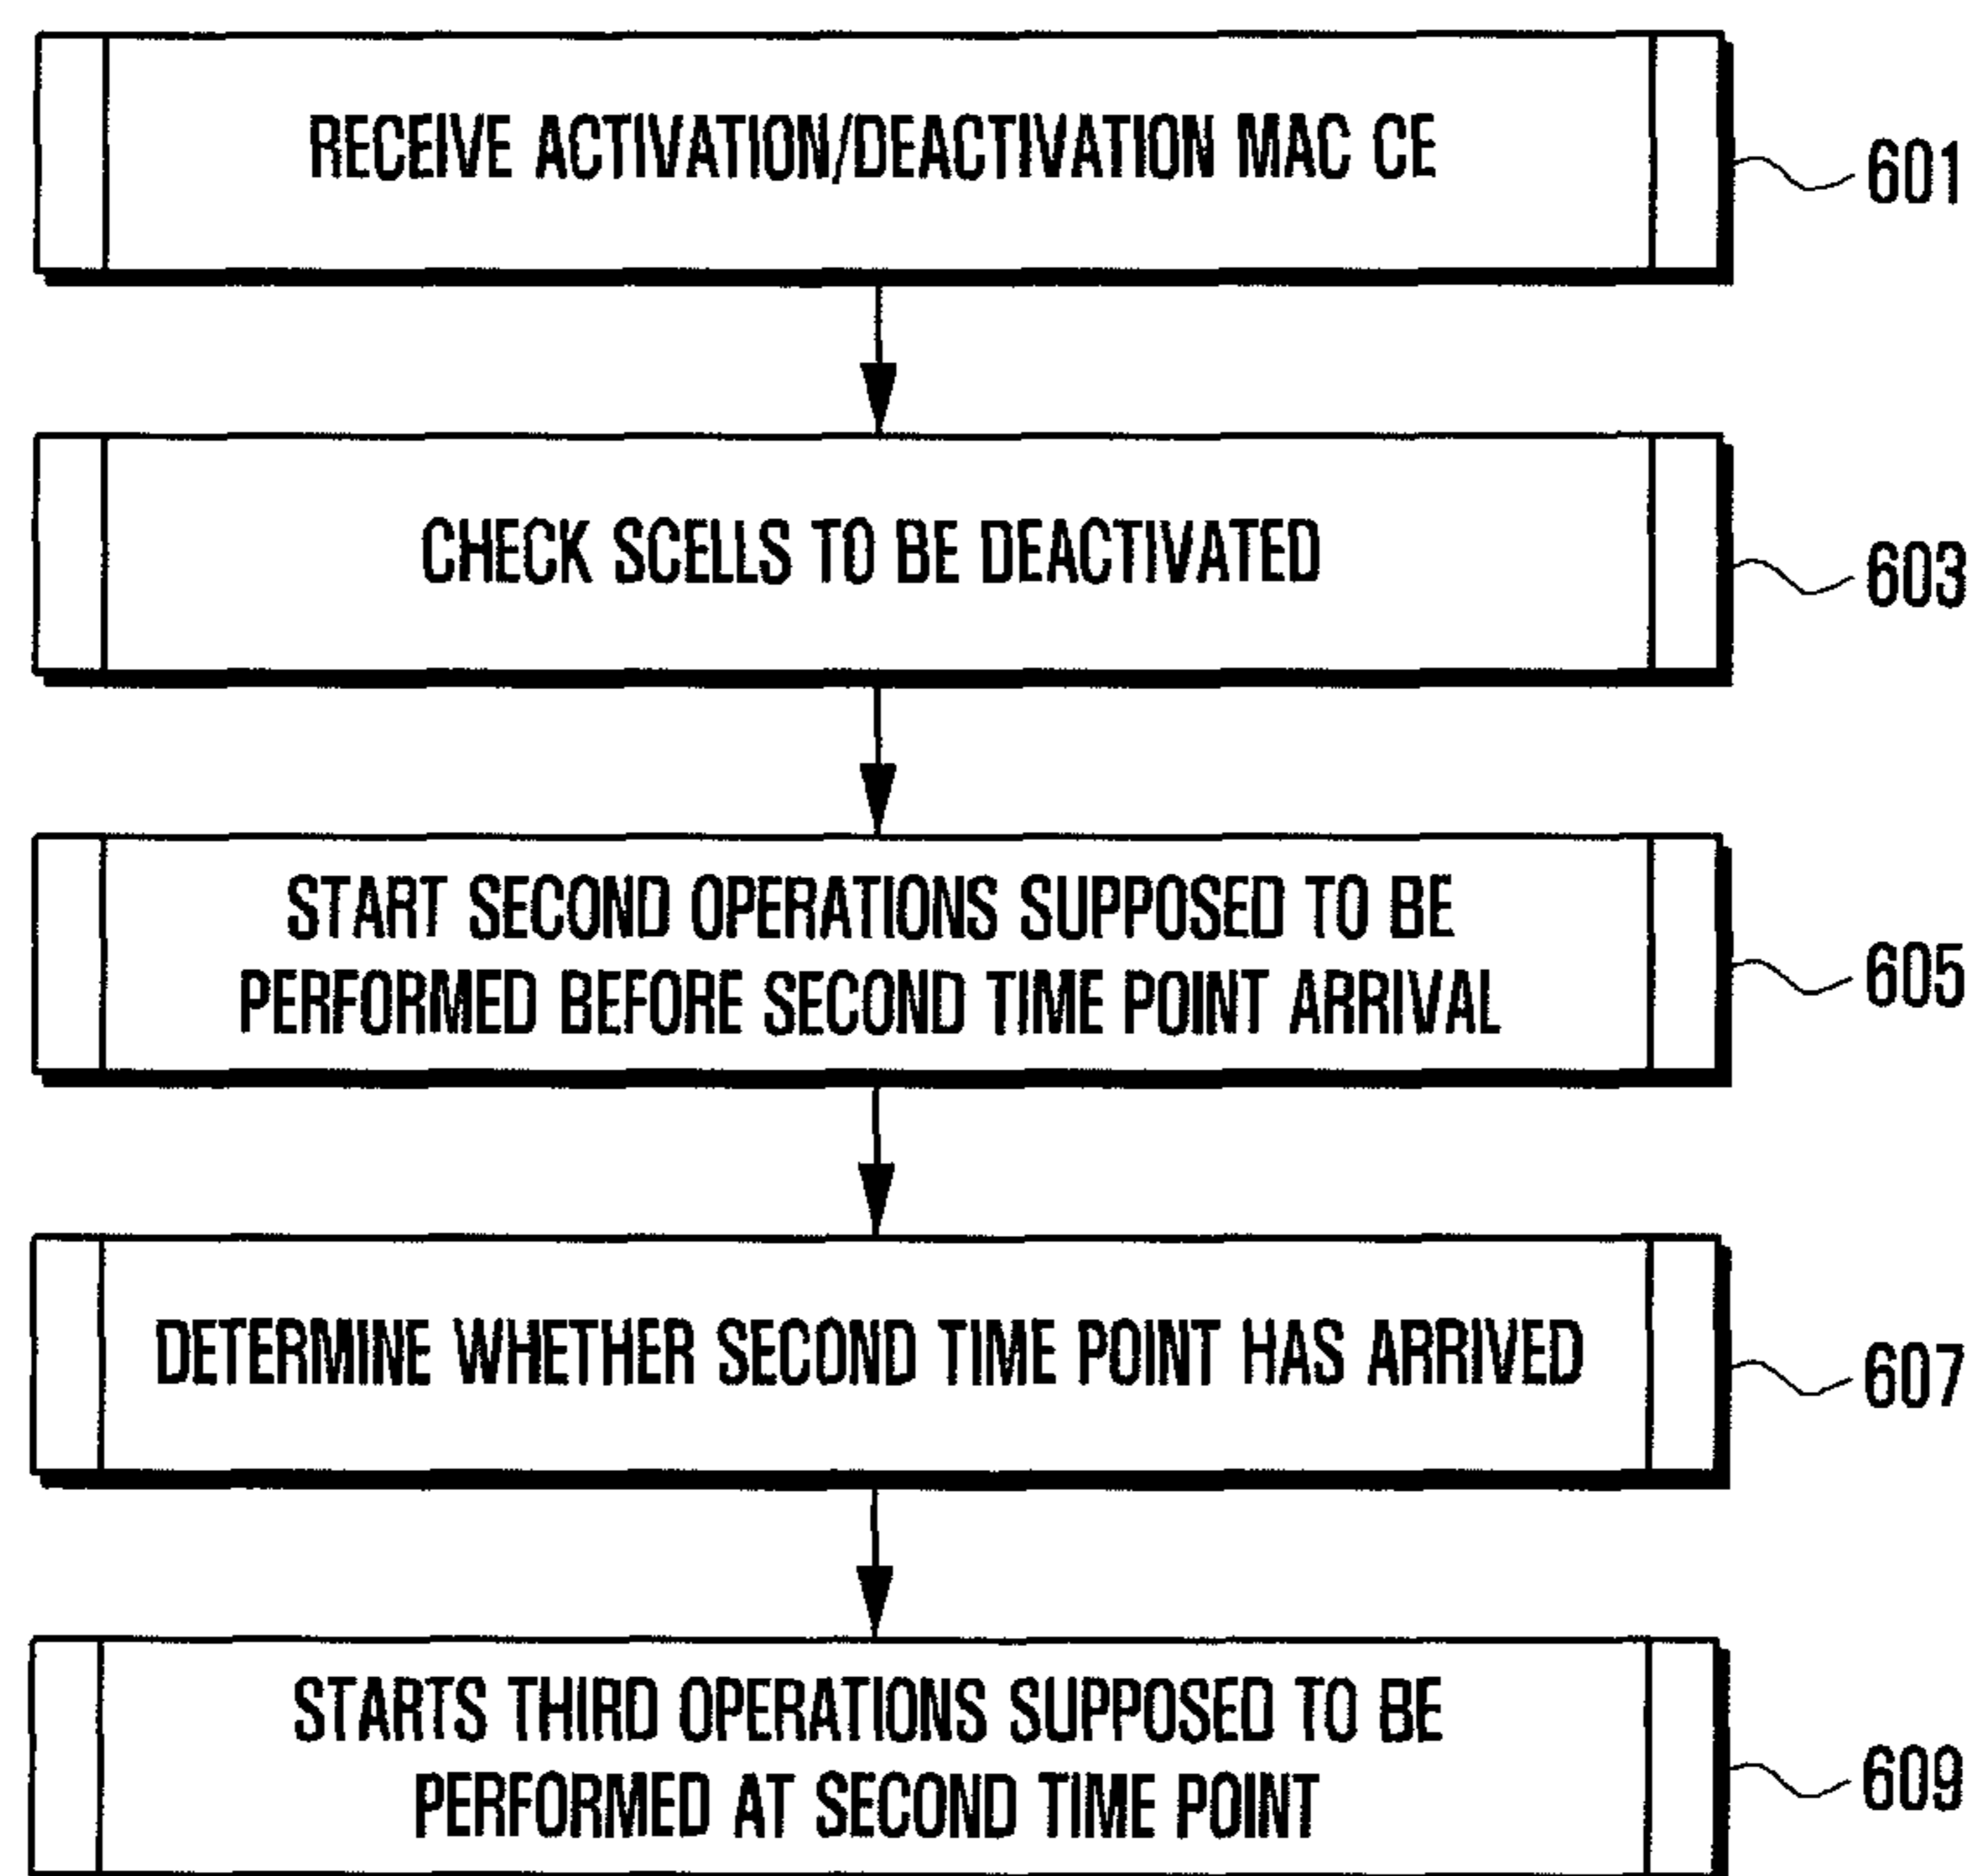 RECEIVE ACTIVATION/DEACTIVATION MAC CE
601
CHECK SCELLS TO BE DEACTIVATED
603
START SECOND OPERATIONS SUPPOSED TO BE
PERFORMED BEFORE SECOND TIME POINT ARRIVAL
605
DETERMINE WHETHER SECOND TIME POINT HAS ARRIVED
607
STARTS THIRD OPERATIONS SUPPOSED TO BE
PERFORMED AT SECOND TIME POINT
609